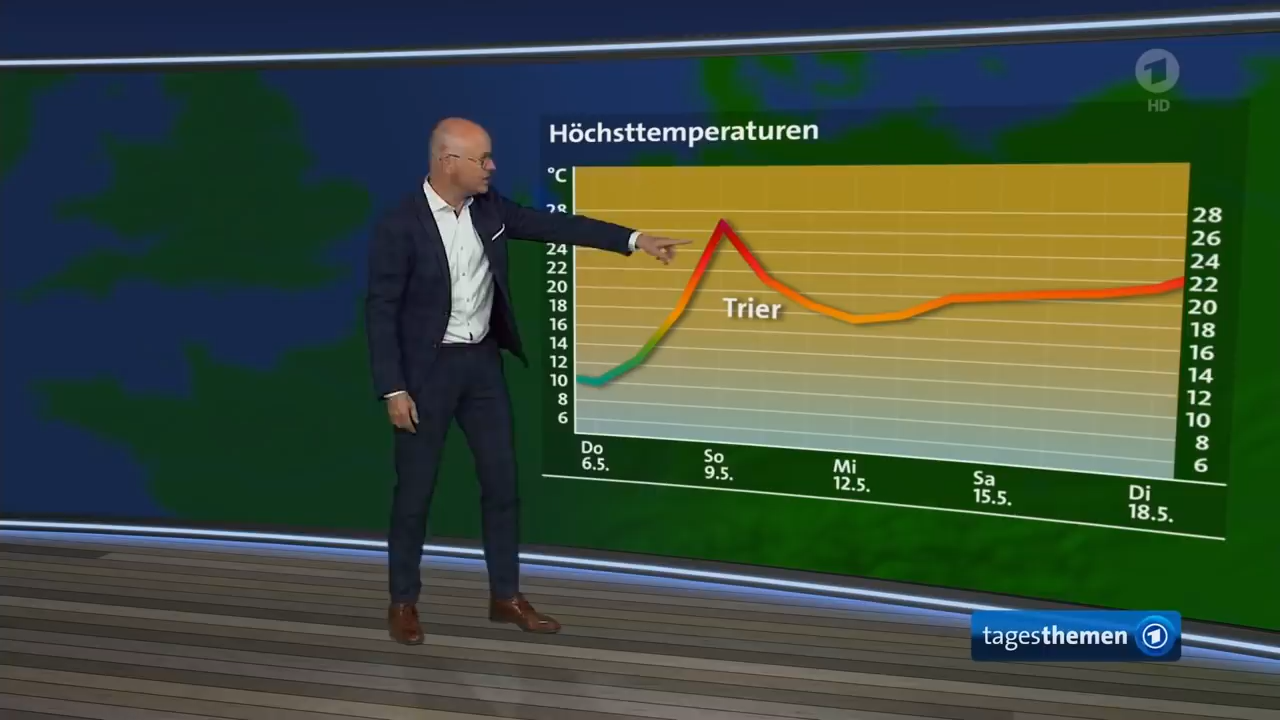 1
HD
Höchsttemperaturen
°C
28
24
22
20
18
16
14
12
10
8
6
28
26
24
22
20
18
16
14
12
10
8
6
Trier
Do
6.5.
So
9.5.
Mi
12.5.
Sa
15.5.
Di
18.5.
tagesthemen 1